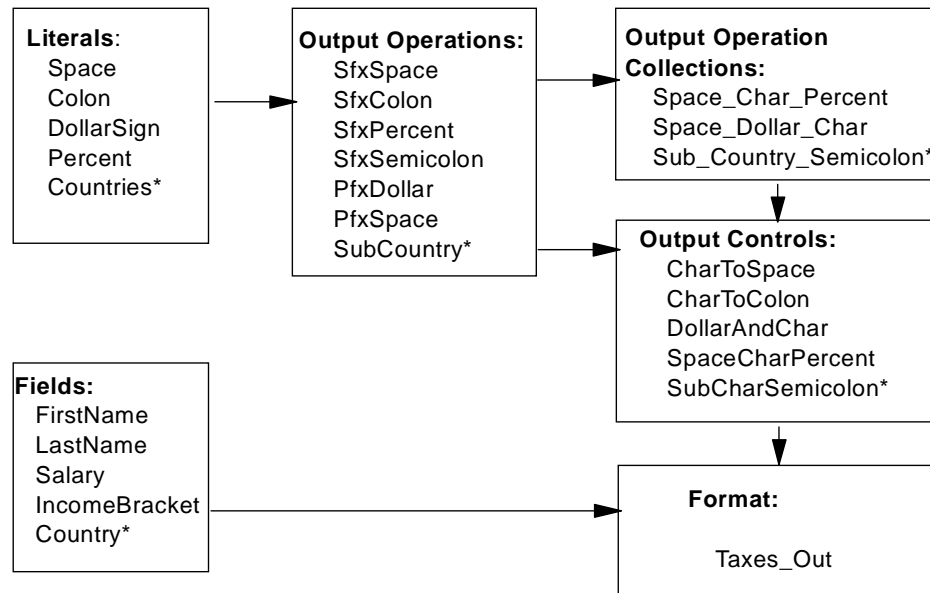 Literals:
Space
Colon
DollarSign
Percent
Countries*
Output Operations:
SfxSpace
SfxColon
SfxPercent
SfxSemicolon
PfxDollar
PfxSpace
SubCountry*
Output Operation
Collections:
Space_Char_Percent
Space_Dollar_Char
Sub_Country_Semicolon*
Output Controls:
CharToSpace
CharToColon
DollarAndChar
SpaceCharPercent
SubCharSemicolon*
Fields:
FirstName
LastName
Salary
IncomeBracket
Country*
Format:
Taxes_Out